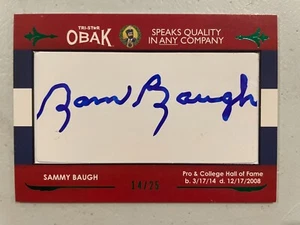 TRI★STAR
OBAK
SPEAKS QUALITY
IN ANY COMPANY
Sam Baugh
14/25
SAMMY BAUGH
Pro & College Hall of Fame
b. 3/17/14 d. 12/17/2008